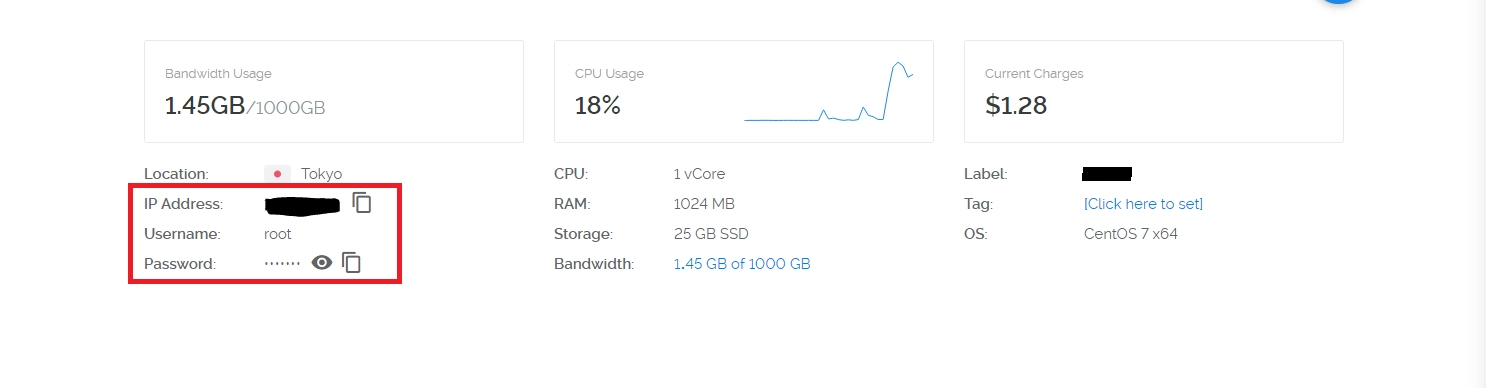 Bandwidth Usage
1.45GB/1000GB
CPU Usage
18%
Current Charges
$1.28
Location: Tokyo
IP Address:
Username: root
Password: ·······
CPU: 1 vCore
RAM: 1024 MB
Storage: 25 GB SSD
Bandwidth: 1.45 GB of 1000 GB
Label:
Tag: [Click here to set]
OS: CentOS 7 x64